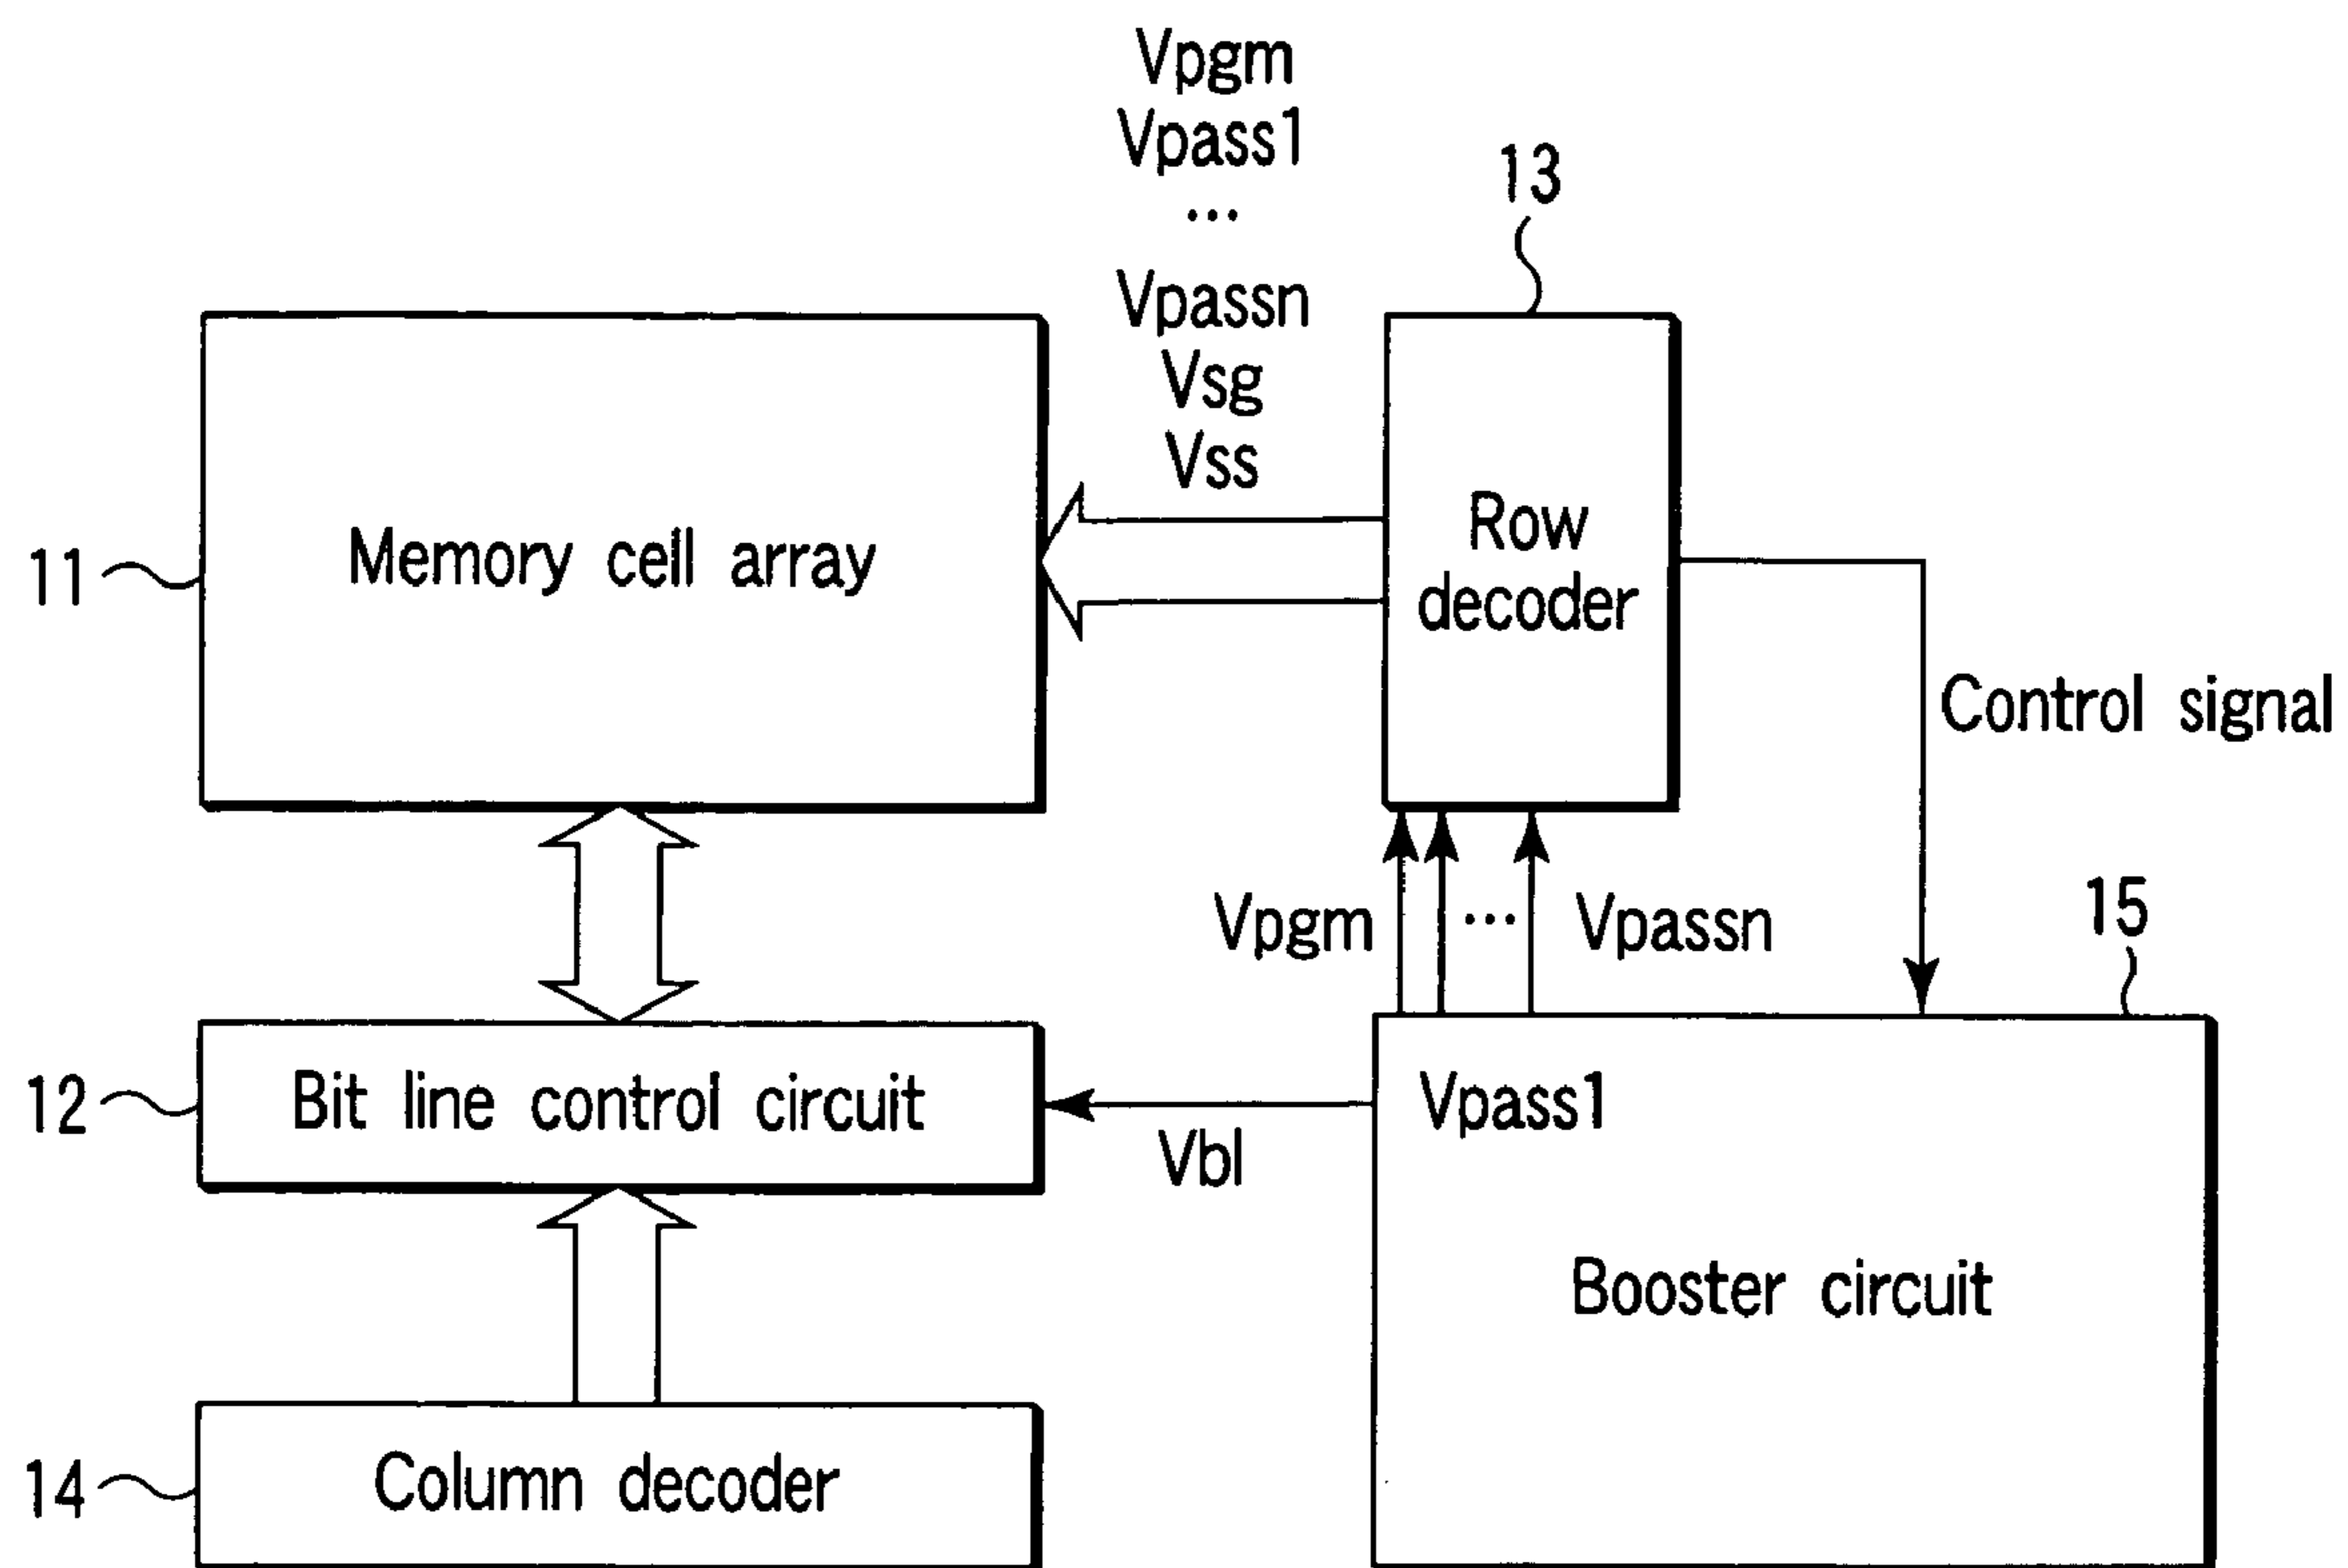 Vpgm
Vpass1
...
Vpassn
Vsg
Vss
13
11
Memory cell array
Row
decoder
Control signal
Vpgm
...
Vpassn
15
12
Bit line control circuit
Vbl
Vpass1
Booster circuit
14
Column decoder